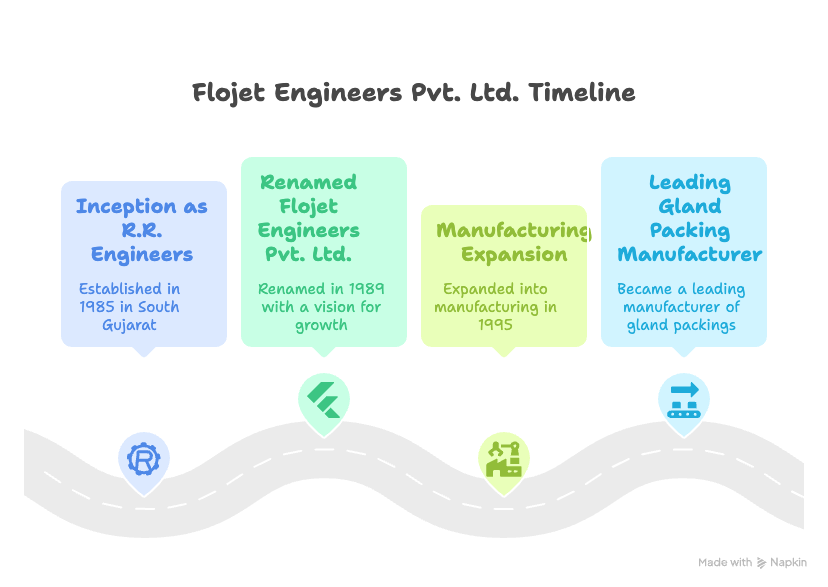 Flojet Engineers Pvt. Ltd. Timeline
Inception as
R.R.
Engineers
Established in
1985 in South
Gujarat
Renamed
Flojet
Engineers
Pvt. Ltd.
Renamed in 1989
with a vision for
growth
Manufacturing
Expansion
Expanded into
manufacturing in
1995
Leading
Gland
Packing
Manufacturer
Became a leading
manufacturer of
gland packings
R
Made with Napkin